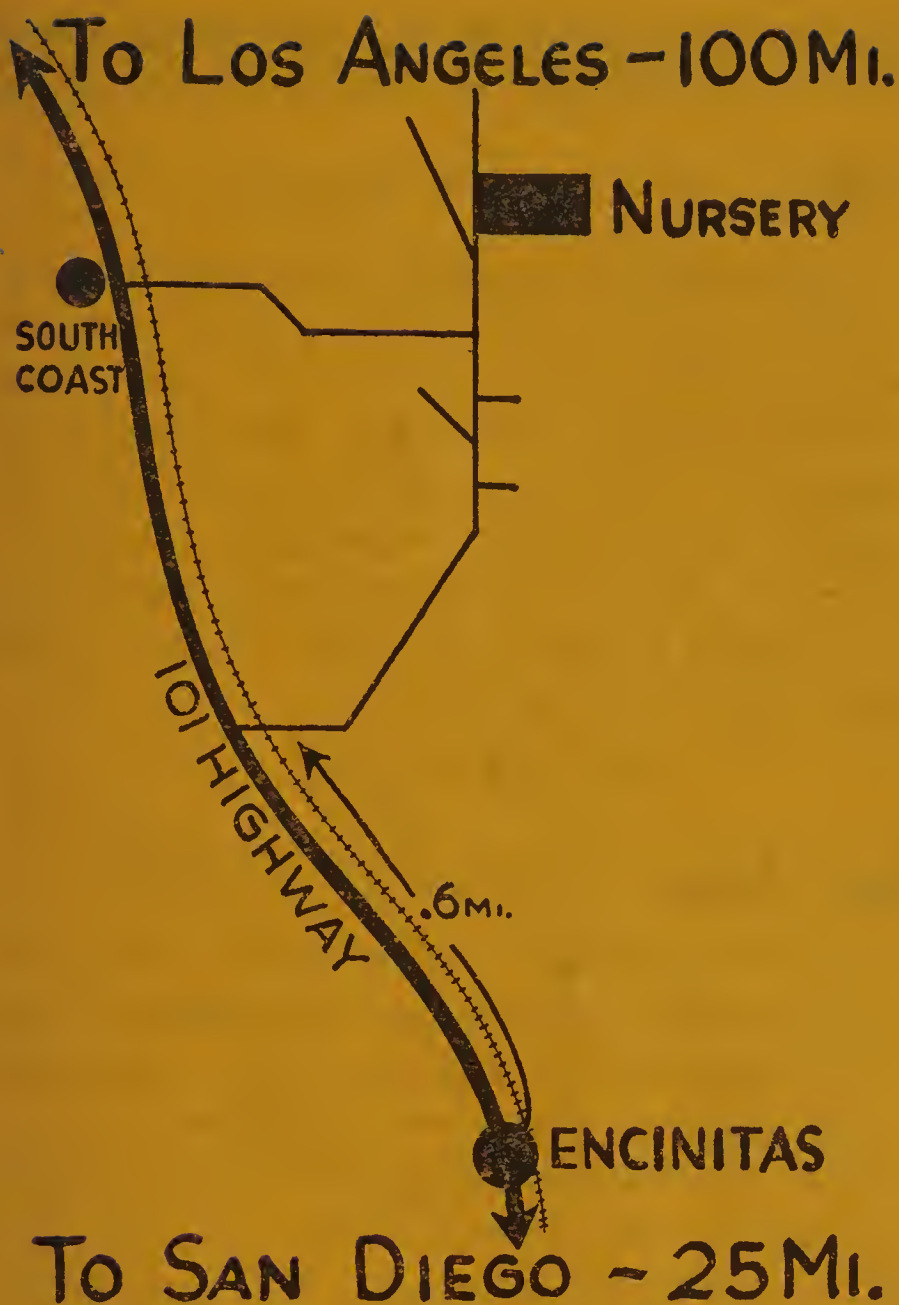 To Los Angeles - 100 Mi.
Nursery
SOUTH
COAST
101 HIGHWAY
.6 Mi.
ENCINITAS
To San Diego - 25 Mi.